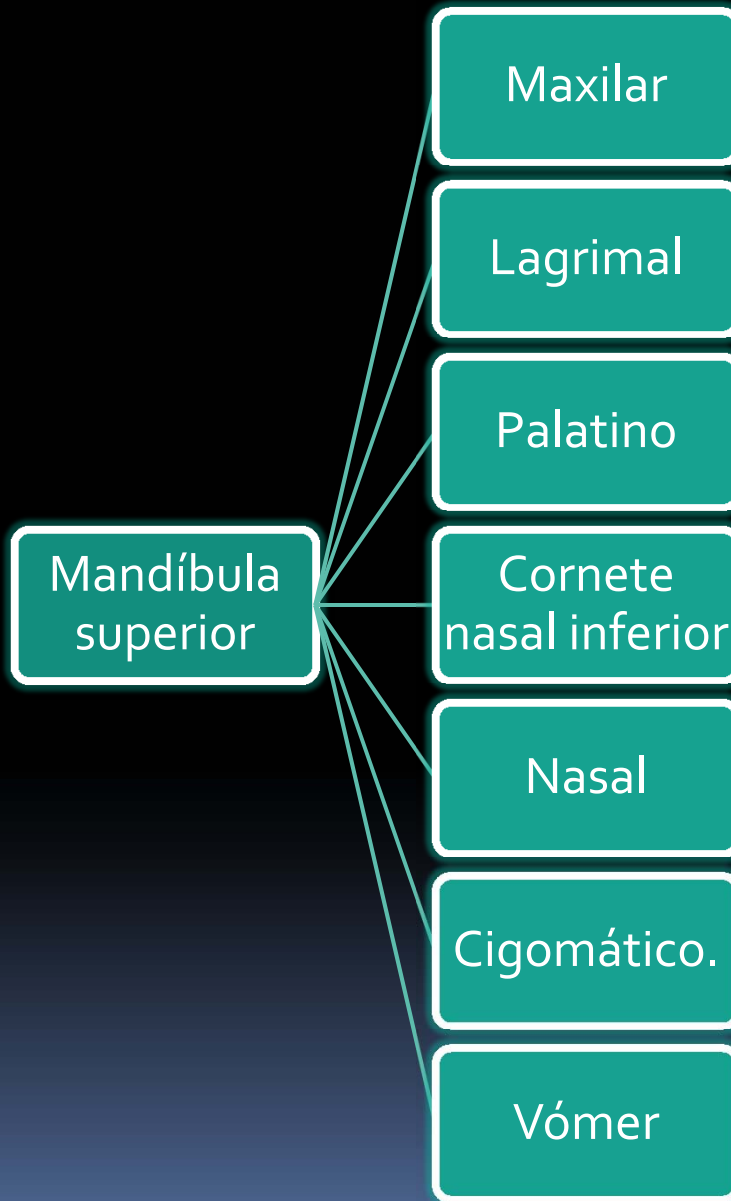 Maxilar
Lagrimal
Palatino
Mandíbula
superior
Cornete
nasal inferior
Nasal
Cigomático.
Vómer